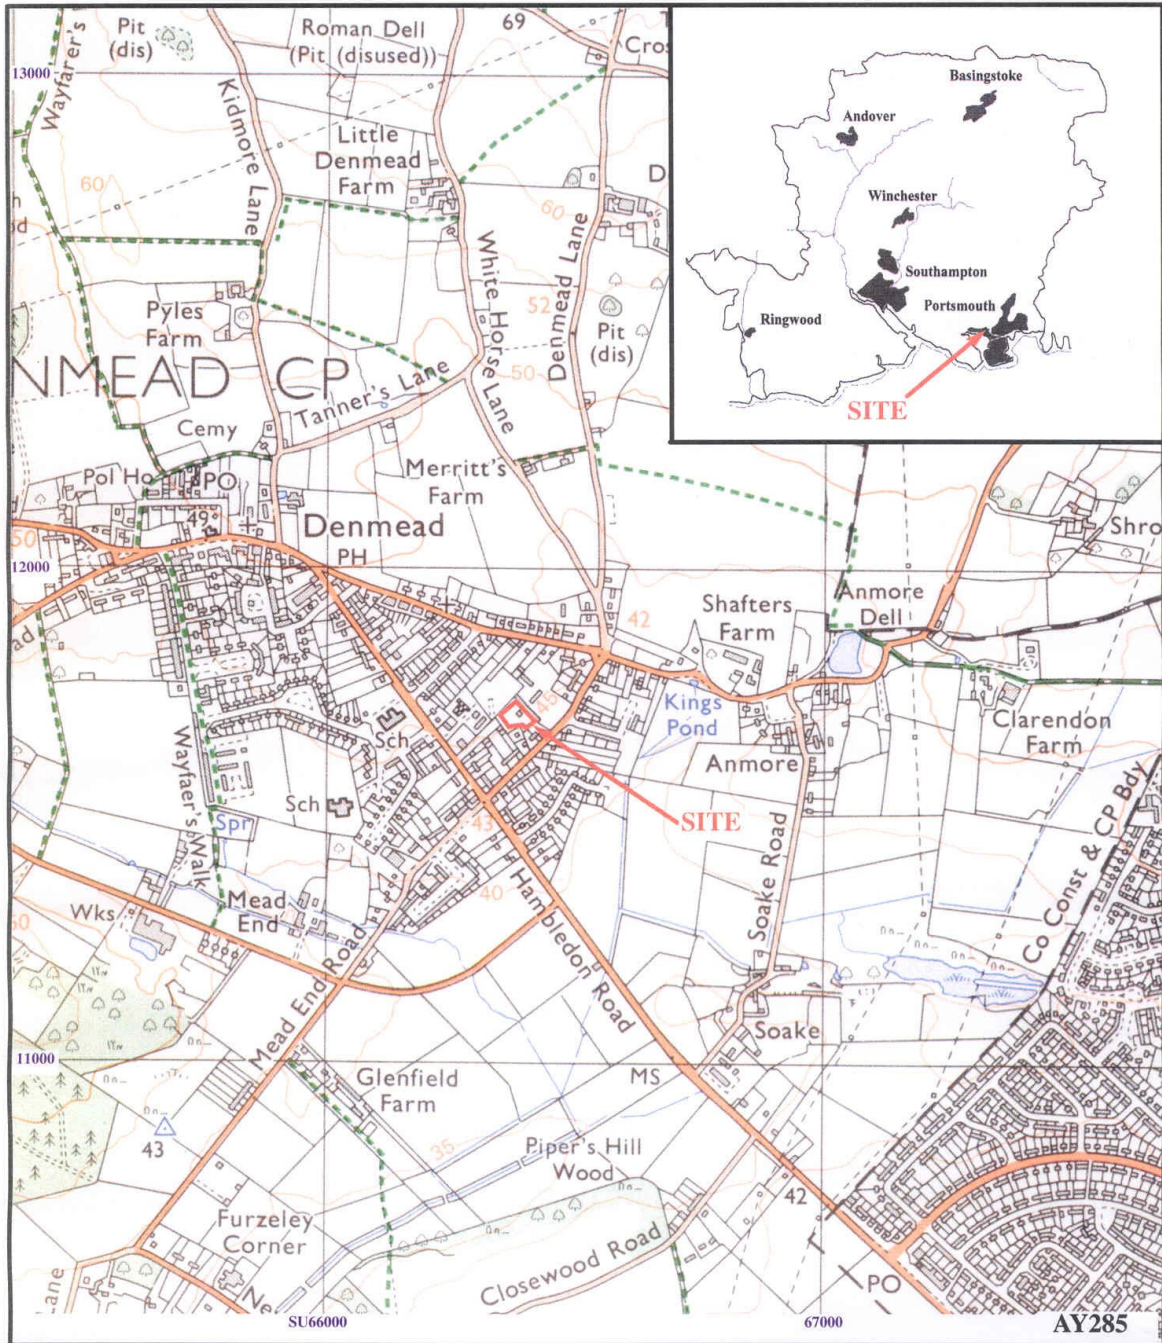 Pit
(dis)
Wayfarer's
13000
Kidmore Lane
Roman Dell
(Pit (disused))
69
Cros
Little
Denmead
Farm
60
60
D
Denmead Lane
White Horse Lane
Pyles
Farm
52
Pit
(dis)
50
NMEAD CP
Tanner's Lane
Cemy
Merritt's
Farm
Pol Ho
PO
49
50
Denmead
PH
12000
42
Shafters
Farm
Anmore
Dell
Shro
45
Kings
Pond
Clarendon
Farm
Anmore
Sch
Sch
SITE
43
Wayfaer's Walk
Spr
Mead
End
Wks
40
Hambledon Road
Soake Road
Co Const & CP Bdy
Mead End Road
Soake
11000
Glenfield
Farm
MS
43
35
Piper's Hill
Wood
42
Furzeley
Corner
Closewood Road
PO
Lane
Ne
SU66000
67000
AY285
Basingstoke
Andover
Winchester
Southampton
Portsmouth
Ringwood
SITE